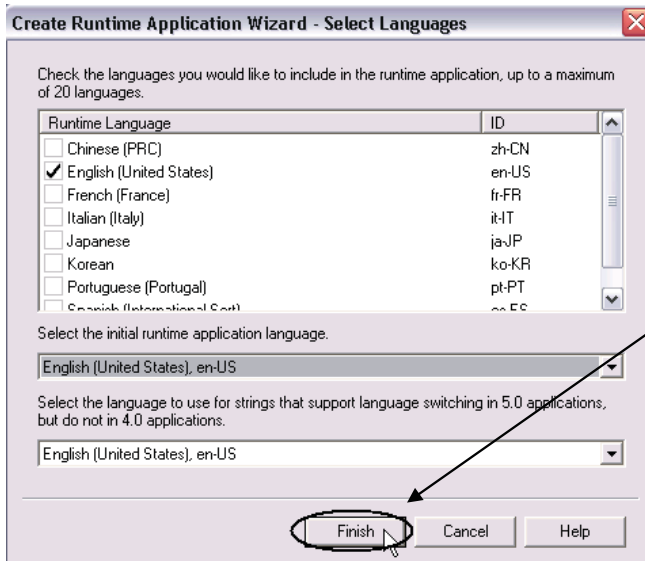 Create Runtime Application Wizard - Select Languages
Check the languages you would like to include in the runtime application, up to a maximum
of 20 languages.
Runtime Language ID
Chinese (PRC) zh-CN
English (United States) en-US
French (France) fr-FR
Italian (Italy) it-IT
Japanese ja-JP
Korean ko-KR
Portuguese (Portugal) pt-PT
Spanish (International Sort) es-ES
Select the initial runtime application language.
English (United States), en-US
Select the language to use for strings that support language switching in 5.0 applications,
but do not in 4.0 applications.
English (United States), en-US
Finish Cancel Help